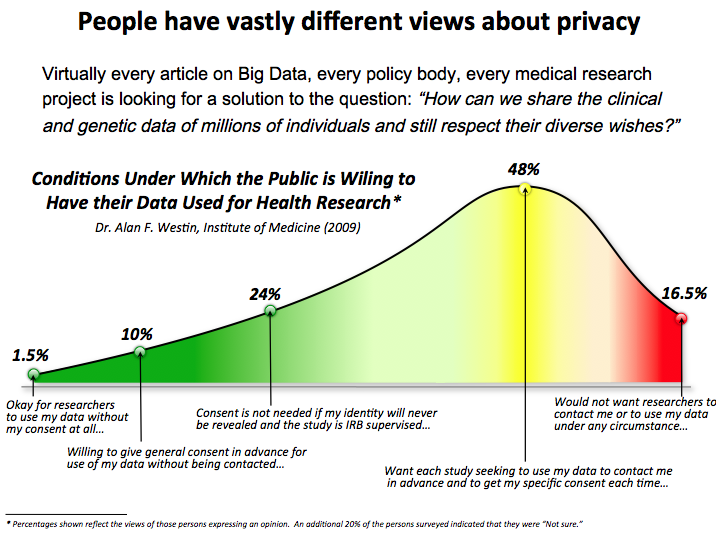 People have vastly different views about privacy
Virtually every article on Big Data, every policy body, every medical research
project is looking for a solution to the question: “How can we share the clinical
and genetic data of millions of individuals and still respect their diverse wishes?”
Conditions Under Which the Public is Wiling to
Have their Data Used for Health Research*
Dr. Alan F. Westin, Institute of Medicine (2009)
1.5%
10%
24%
48%
16.5%
Okay for researchers
to use my data without
my consent at all…
Willing to give general consent in advance for
use of my data without being contacted…
Consent is not needed if my identity will never
be revealed and the study is IRB supervised…
Want each study seeking to use my data to contact me
in advance and to get my specific consent each time…
Would not want researchers to
contact me or to use my data
under any circumstance…
* Percentages shown reflect the views of those persons expressing an opinion. An additional 20% of the persons surveyed indicated that they were “Not sure.”